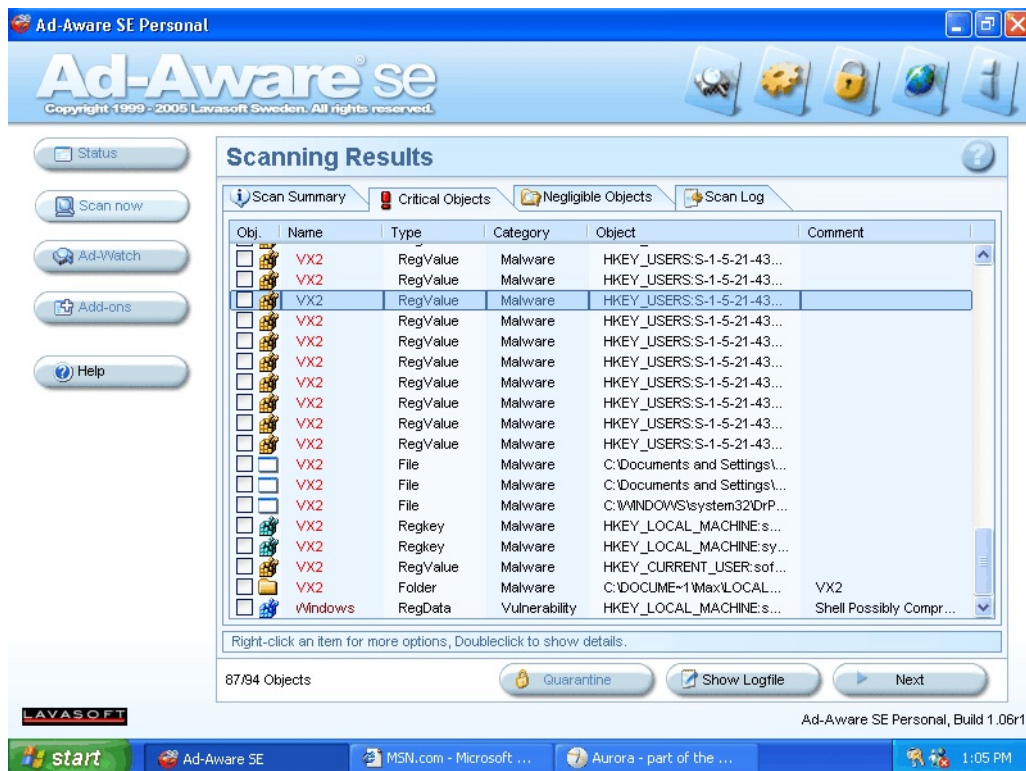 Ad-Aware SE Personal
Ad-Aware SE
Copyright 1999 - 2005 Lavasoft Sweden. All rights reserved.
Status
Scan now
Ad-Watch
Add-ons
Help
Scanning Results
Scan Summary
Critical Objects
Negligible Objects
Scan Log
Obj. Name Type Category Object Comment
VX2 RegValue Malware HKEY_USERS:S-1-5-21-43...
VX2 RegValue Malware HKEY_USERS:S-1-5-21-43...
VX2 RegValue Malware HKEY_USERS:S-1-5-21-43...
VX2 RegValue Malware HKEY_USERS:S-1-5-21-43...
VX2 RegValue Malware HKEY_USERS:S-1-5-21-43...
VX2 RegValue Malware HKEY_USERS:S-1-5-21-43...
VX2 RegValue Malware HKEY_USERS:S-1-5-21-43...
VX2 RegValue Malware HKEY_USERS:S-1-5-21-43...
VX2 RegValue Malware HKEY_USERS:S-1-5-21-43...
VX2 RegValue Malware HKEY_USERS:S-1-5-21-43...
VX2 File Malware C:\Documents and Settings\...
VX2 File Malware C:\Documents and Settings\...
VX2 File Malware C:\WINDOWS\system32\DrP...
VX2 Regkey Malware HKEY_LOCAL_MACHINE:s...
VX2 Regkey Malware HKEY_LOCAL_MACHINE:sy...
VX2 RegValue Malware HKEY_CURRENT_USER:sof...
VX2 Folder Malware C:\DOCUME~1\Max\LOCAL... VX2
Windows RegData Vulnerability HKEY_LOCAL_MACHINE:s... Shell Possibly Compr...
Right-click an item for more options, Doubleclick to show details.
87/94 Objects
Quarantine
Show Logfile
Next
LAVASOFT
Ad-Aware SE Personal, Build 1.06r1
start
Ad-Aware SE
MSN.com - Microsoft ...
Aurora - part of the ...
1:05 PM